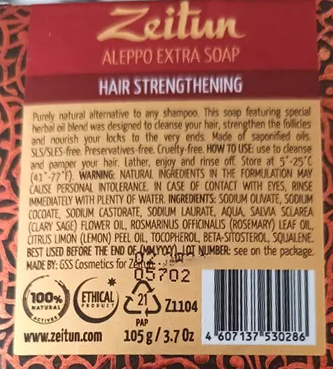 Zeitun
ALEPPO EXTRA SOAP
HAIR STRENGTHENING
Purely natural alternative to any shampoo. This soap featuring special
herbal oil blend was designed to cleanse your hair, strengthen the follicles
and nourish your locks to the very ends. Made of saponified oils.
SLS/SLES-free. Preservatives-free. Cruelty-free. HOW TO USE: use to cleanse
and pamper your hair. Lather, enjoy and rinse off. Store at 5°-25°C
(41°-77°F). WARNING: NATURAL INGREDIENTS IN THE FORMULATION MAY
CAUSE PERSONAL INTOLERANCE. IN CASE OF CONTACT WITH EYES, RINSE
IMMEDIATELY WITH PLENTY OF WATER. INGREDIENTS: SODIUM OLIVATE, SODIUM
COCOATE, SODIUM CASTORATE, SODIUM LAURATE, AQUA, SALVIA SCLAREA
(CLARY SAGE) FLOWER OIL, ROSMARINUS OFFICINALIS (ROSEMARY) LEAF OIL,
CITRUS LIMON (LEMON) PEEL OIL, TOCOPHEROL, BETA-SITOSTEROL, SQUALENE.
BEST USED BEFORE THE END OF (MM.YYYY), LOT NUMBER: see on the package.
MADE BY: GSS Cosmetics for Zeitun
100%
NATURAL
ACTIVES
ETHICAL
PRODUCT
21
PAP
Z1104
www.zeitun.com
105 g / 3.7 Oz
4 607137 530286